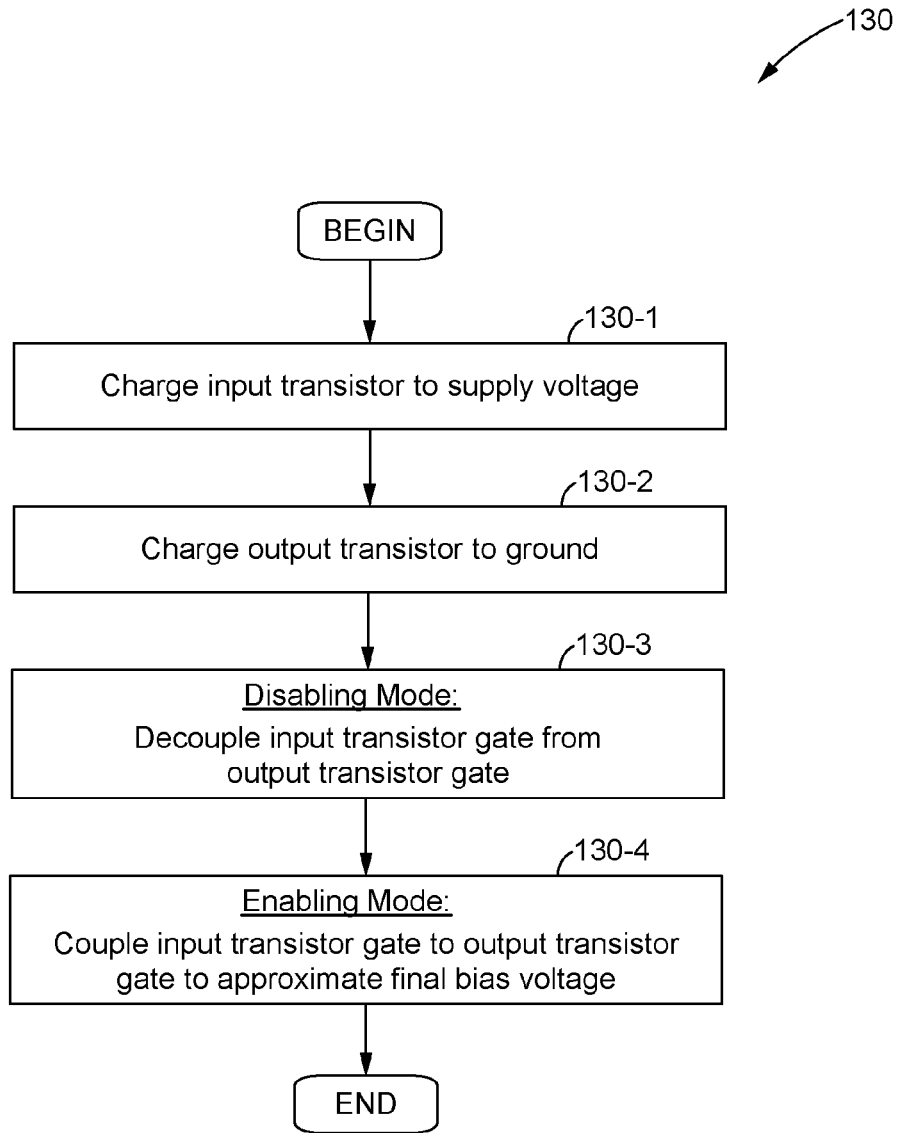 130
BEGIN
130-1
Charge input transistor to supply voltage
130-2
Charge output transistor to ground
130-3
Disabling Mode:
Decouple input transistor gate from
output transistor gate
130-4
Enabling Mode:
Couple input transistor gate to output transistor
gate to approximate final bias voltage
END